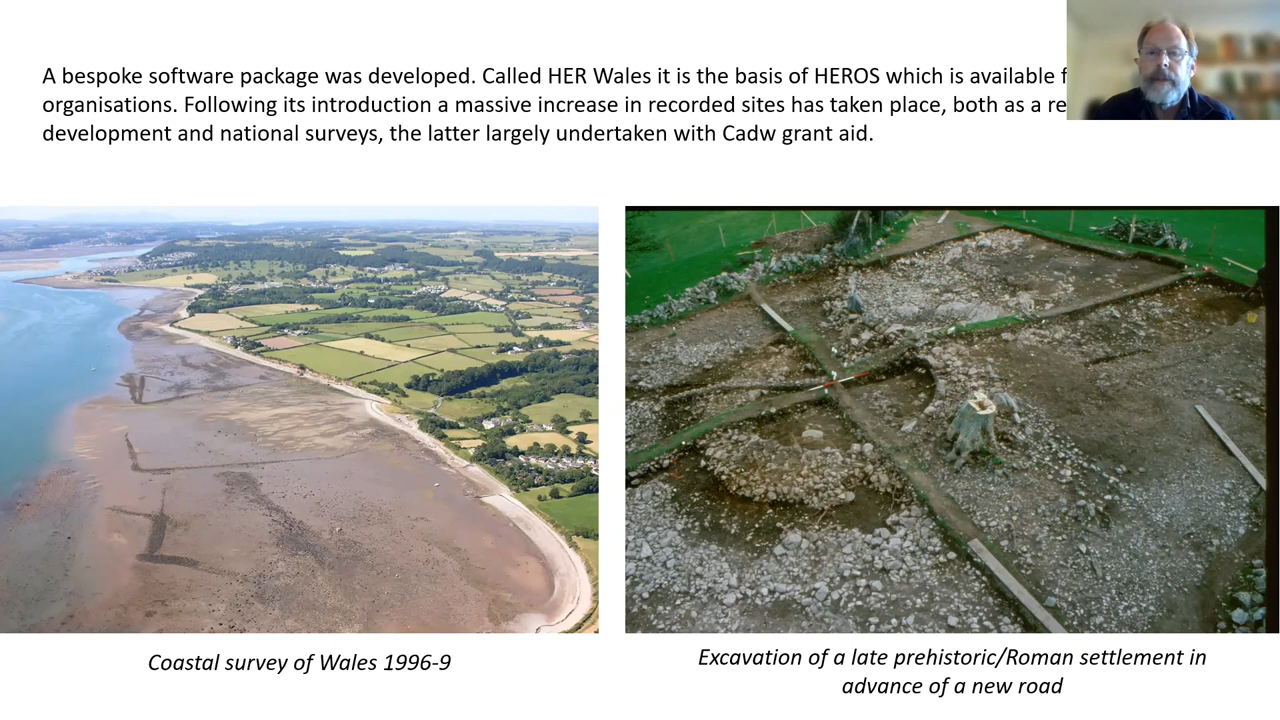 A bespoke software package was developed. Called HER Wales it is the basis of HEROS which is available
organisations. Following its introduction a massive increase in recorded sites has taken place, both as a
development and national surveys, the latter largely undertaken with Cadw grant aid.
Coastal survey of Wales 1996-9
Excavation of a late prehistoric/Roman settlement in
advance of a new road